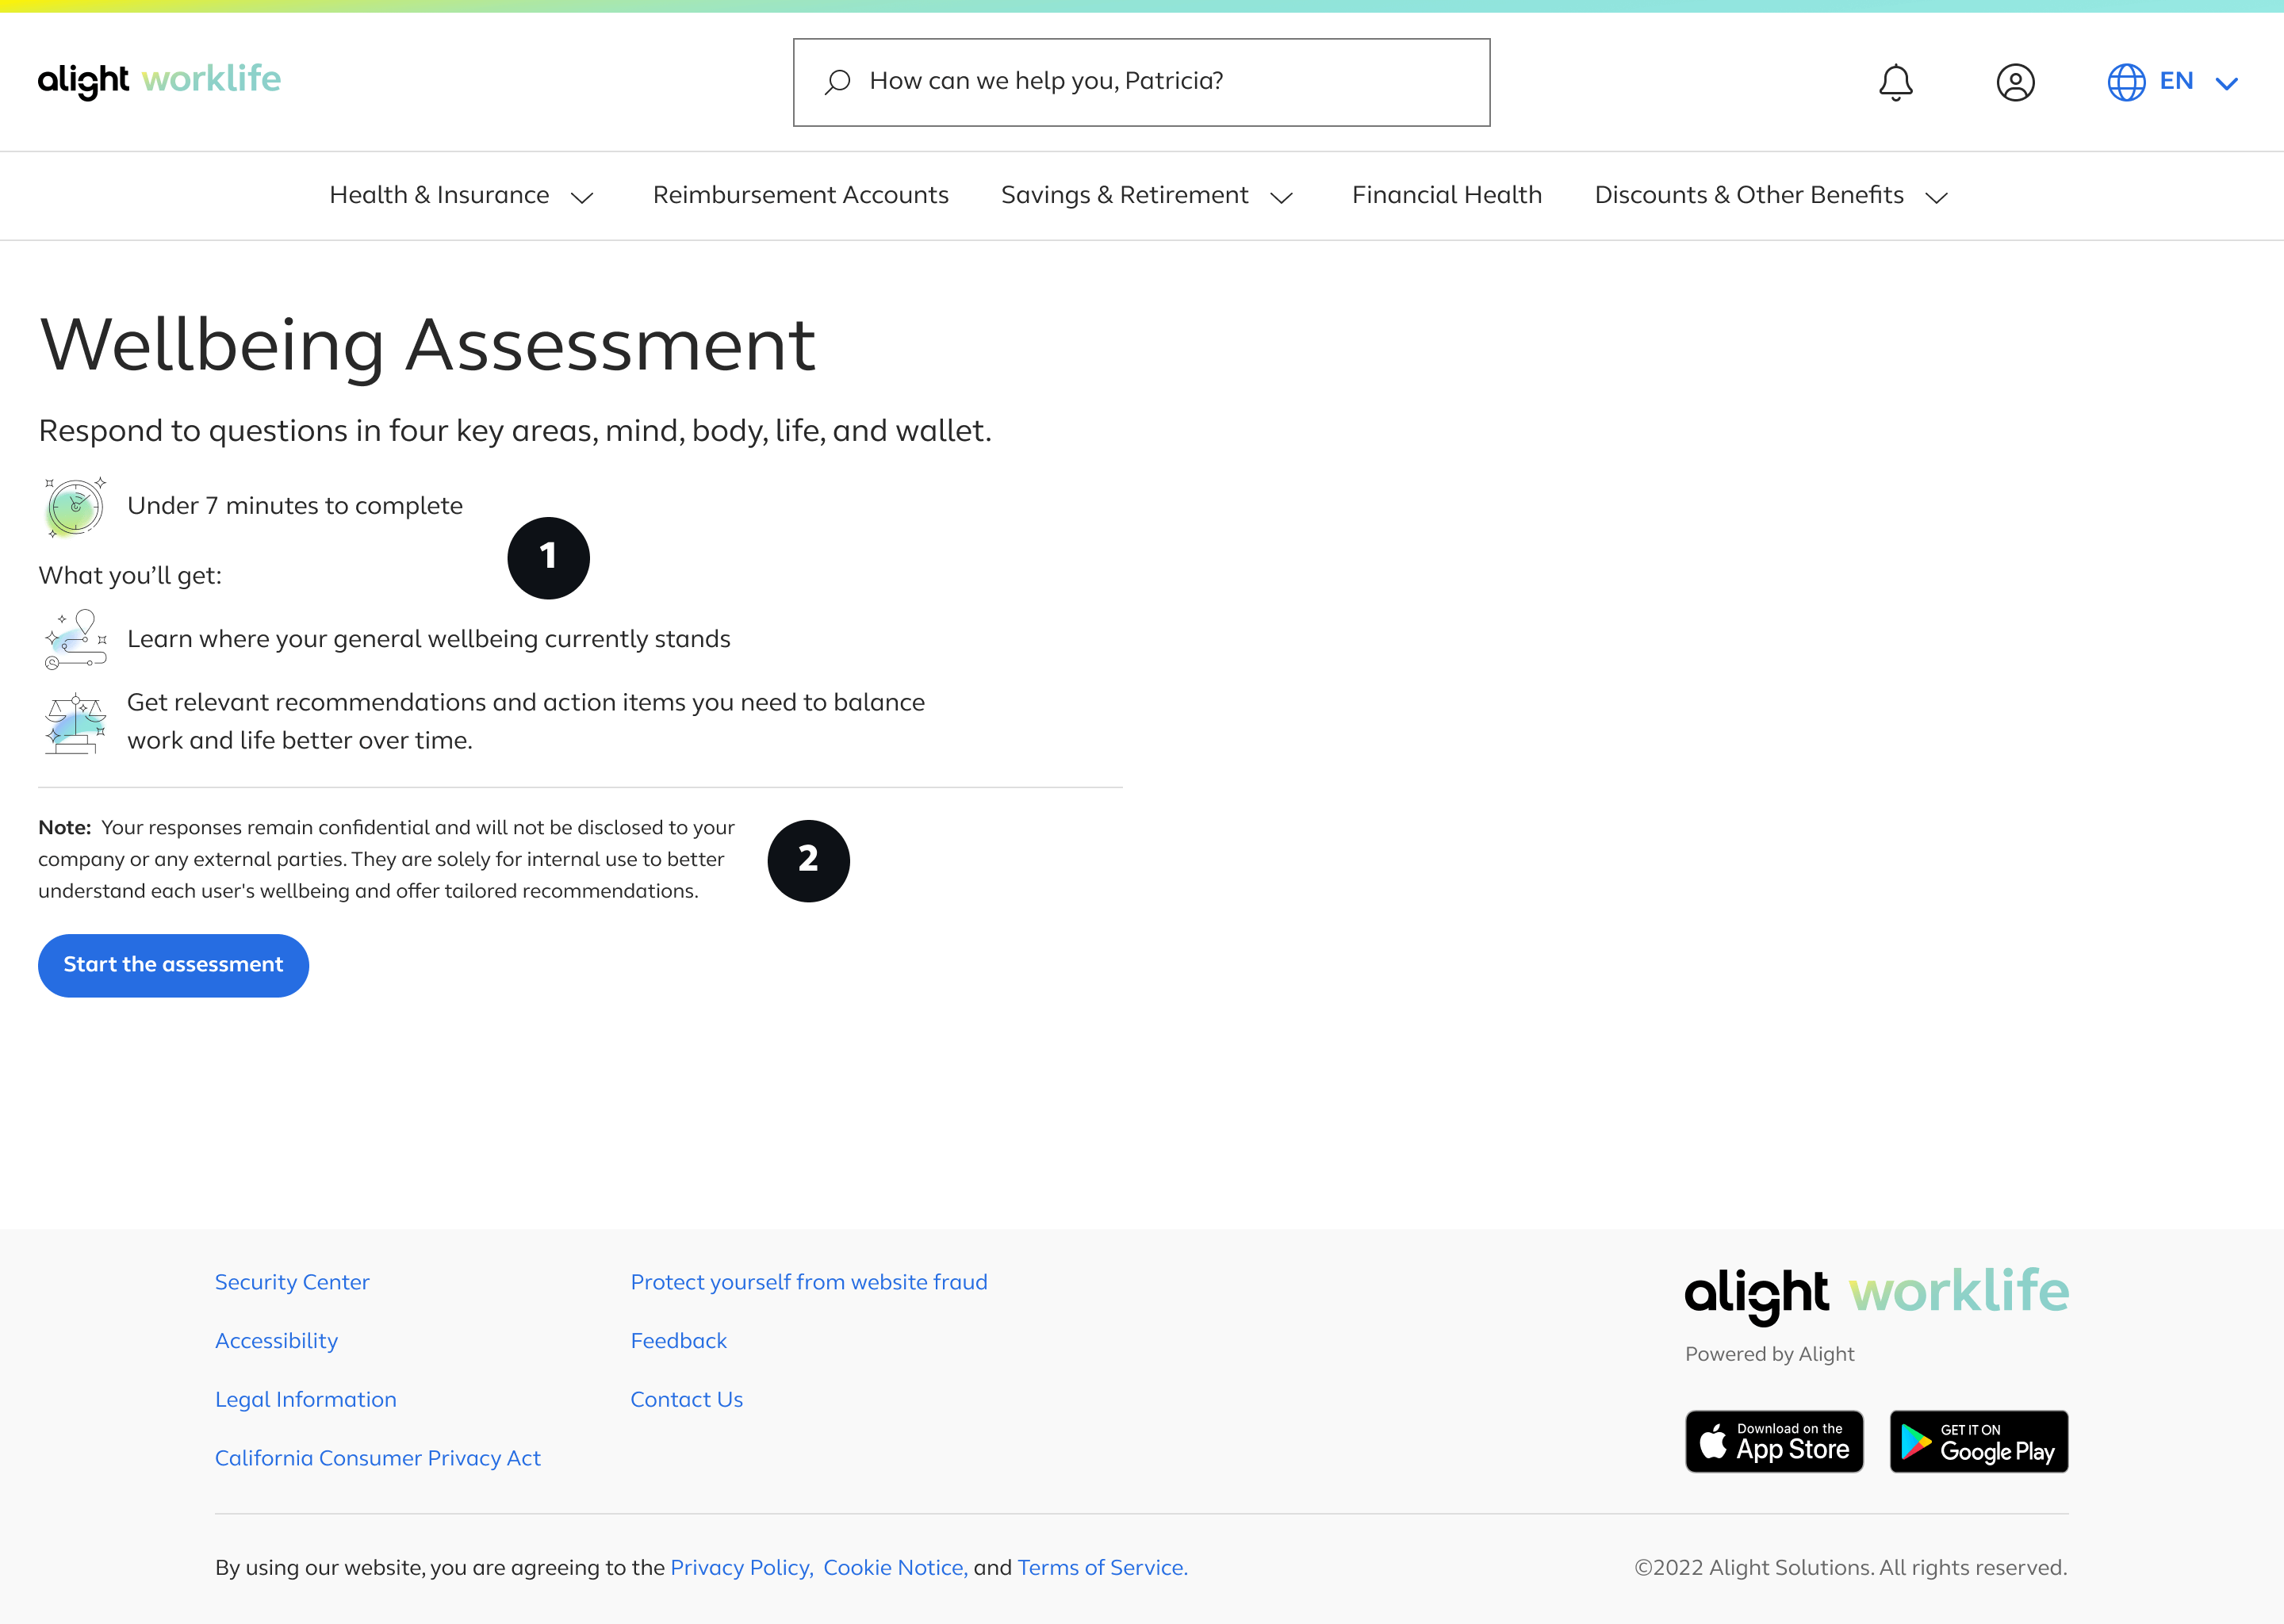 alight worklife
How can we help you, Patricia?
EN
Health & Insurance
Reimbursement Accounts
Savings & Retirement
Financial Health
Discounts & Other Benefits
Wellbeing Assessment
Respond to questions in four key areas, mind, body, life, and wallet.
Under 7 minutes to complete
1
What you’ll get:
Learn where your general wellbeing currently stands
Get relevant recommendations and action items you need to balance
work and life better over time.
Note: Your responses remain confidential and will not be disclosed to your
company or any external parties. They are solely for internal use to better
understand each user's wellbeing and offer tailored recommendations.
2
Start the assessment
Security Center
Accessibility
Legal Information
California Consumer Privacy Act
Protect yourself from website fraud
Feedback
Contact Us
alight worklife
Powered by Alight
Download on the
App Store
GET IT ON
Google Play
By using our website, you are agreeing to the Privacy Policy, Cookie Notice, and Terms of Service.
©2022 Alight Solutions. All rights reserved.